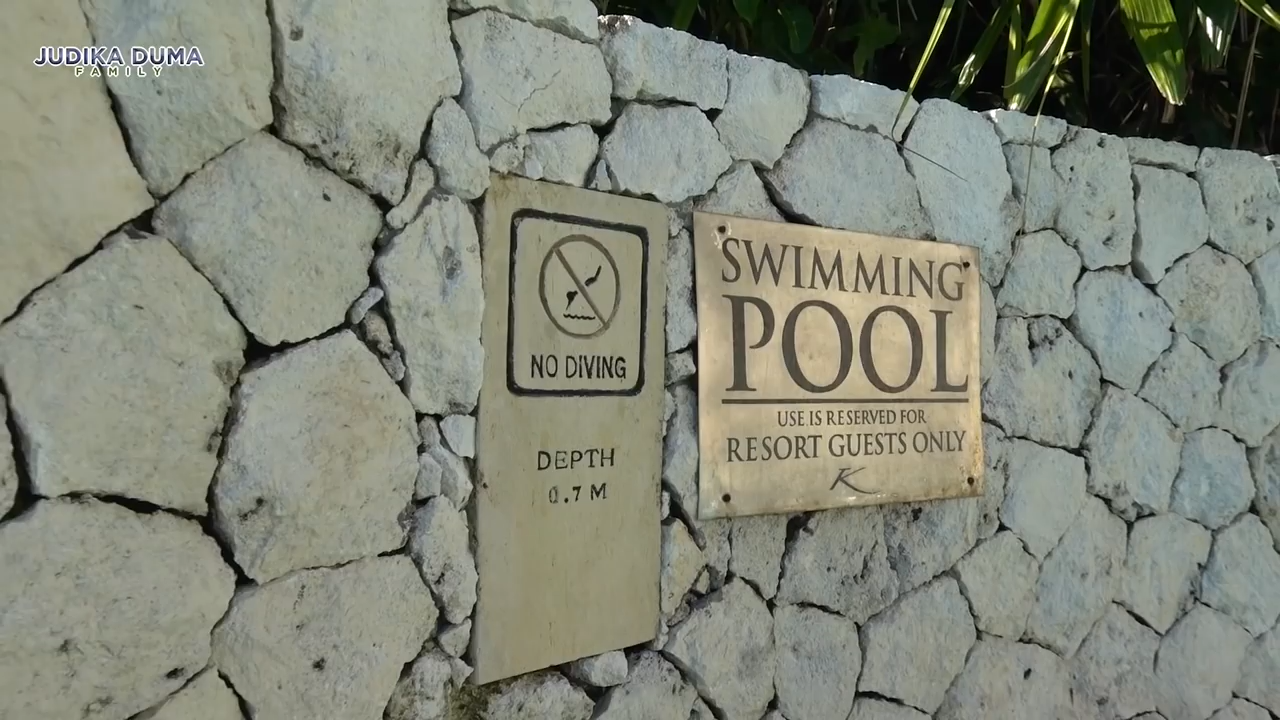 JUDIKA DUMA
FAMILY
NO DIVING
DEPTH
0.7 M
SWIMMING
POOL
USE IS RESERVED FOR
RESORT GUESTS ONLY
K